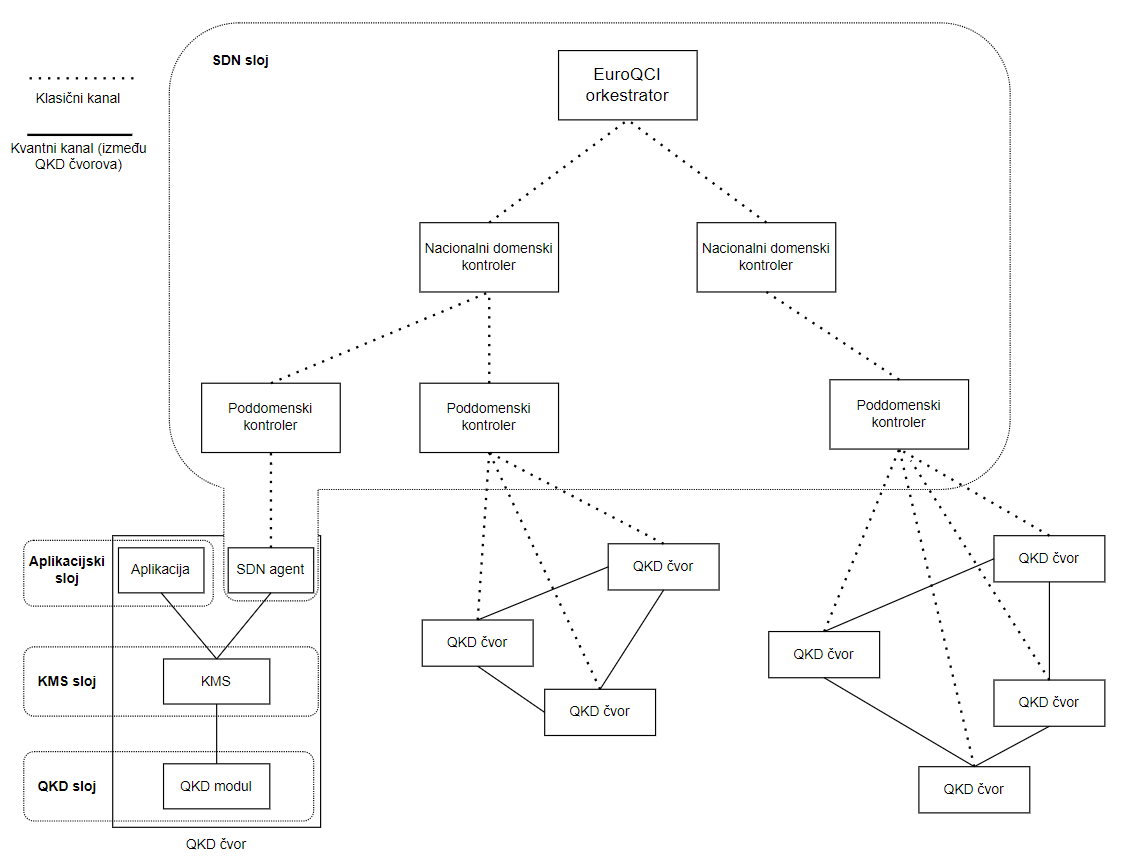 SDN sloj
EuroQCI
orkestrator
Klasični kanal
Kvantni kanal (između
QKD čvorova)
Nacionalni domenski
kontroler
Nacionalni domenski
kontroler
Poddomenski
kontroler
Poddomenski
kontroler
Poddomenski
kontroler
Aplikacijski
sloj
Aplikacija
SDN agent
QKD čvor
QKD čvor
QKD čvor
QKD čvor
KMS sloj
KMS
QKD čvor
QKD čvor
QKD sloj
QKD modul
QKD čvor
QKD čvor